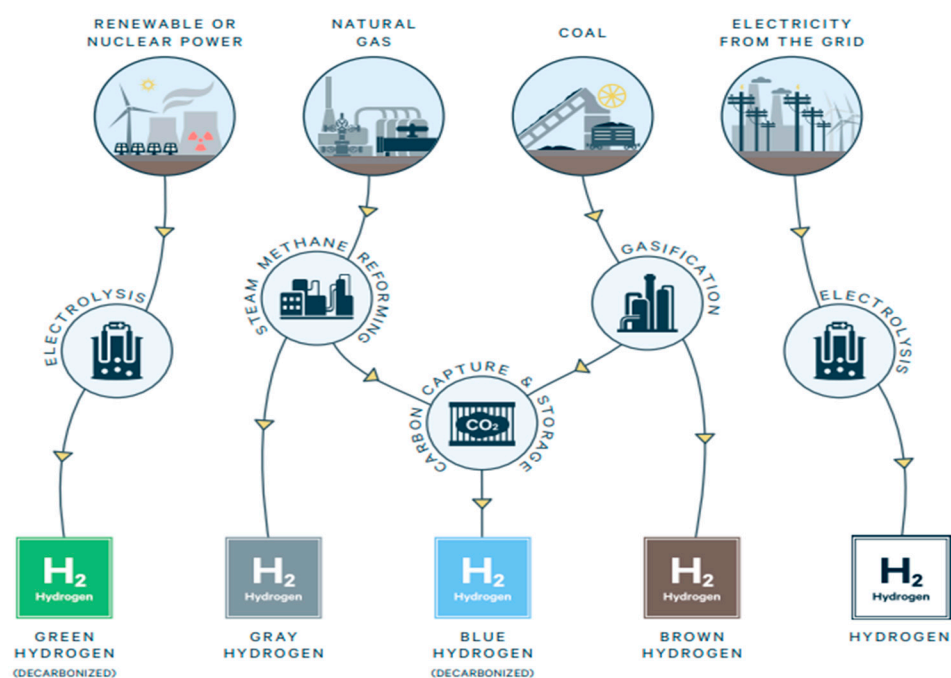 RENEWABLE OR
NUCLEAR POWER
NATURAL
GAS
COAL
ELECTRICITY
FROM THE GRID
ELECTROLYSIS
STEAM METHANE REFORMING
GASIFICATION
ELECTROLYSIS
CARBON CAPTURE & STORAGE
CO₂
H₂
Hydrogen
H₂
Hydrogen
H₂
Hydrogen
H₂
Hydrogen
H₂
Hydrogen
GREEN
HYDROGEN
(DECARBONIZED)
GRAY
HYDROGEN
BLUE
HYDROGEN
(DECARBONIZED)
BROWN
HYDROGEN
HYDROGEN